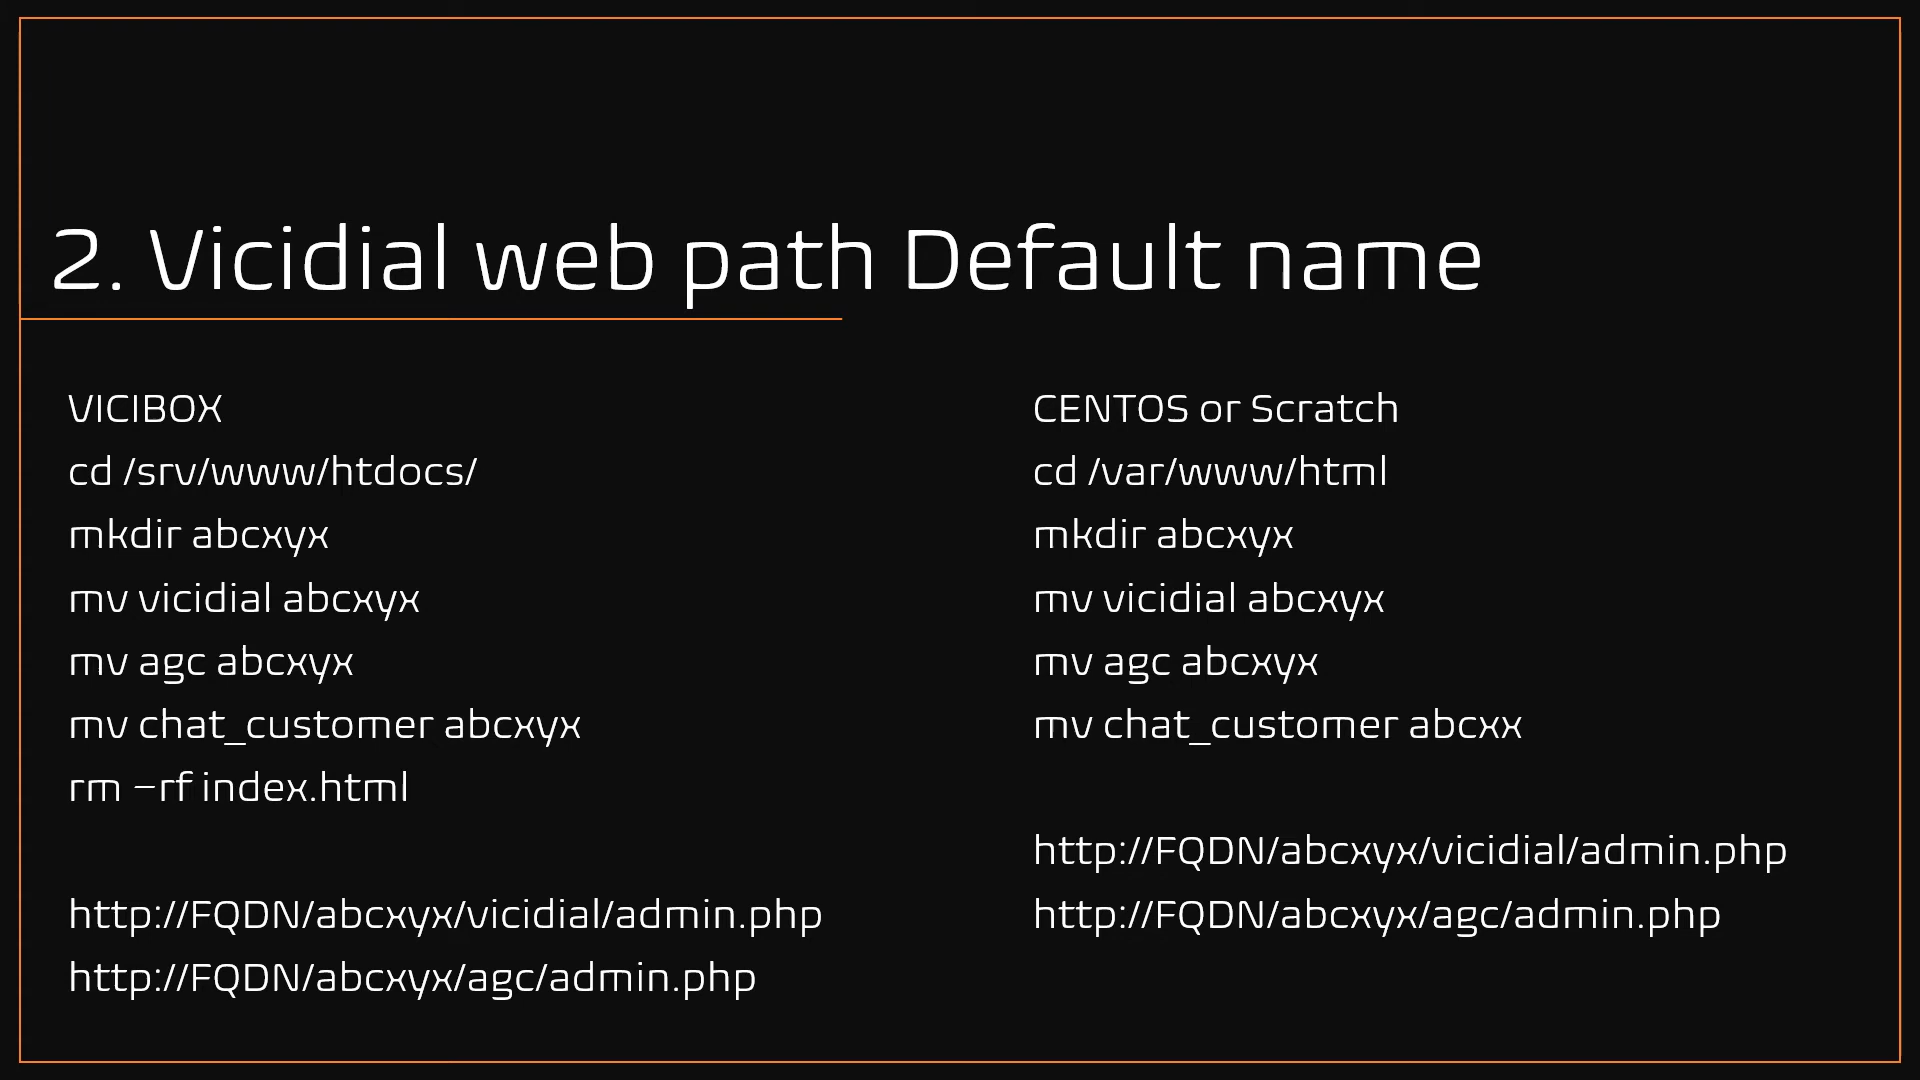 2. Vicidial web path Default name
VICIBOX
cd /srv/www/htdocs/
mkdir abcxyx
mv vicidial abcxyx
mv agc abcxyx
mv chat_customer abcxyx
rm –rf index.html
http://FQDN/abcxyx/vicidial/admin.php
http://FQDN/abcxyx/agc/admin.php
CENTOS or Scratch
cd /var/www/html
mkdir abcxyx
mv vicidial abcxyx
mv agc abcxyx
mv chat_customer abcxx
http://FQDN/abcxyx/vicidial/admin.php
http://FQDN/abcxyx/agc/admin.php